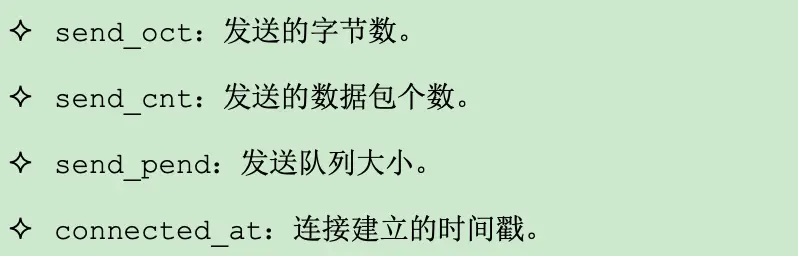 ✧ send_oct：发送的字节数。
✧ send_cnt：发送的数据包个数。
✧ send_pend：发送队列大小。
✧ connected_at：连接建立的时间戳。